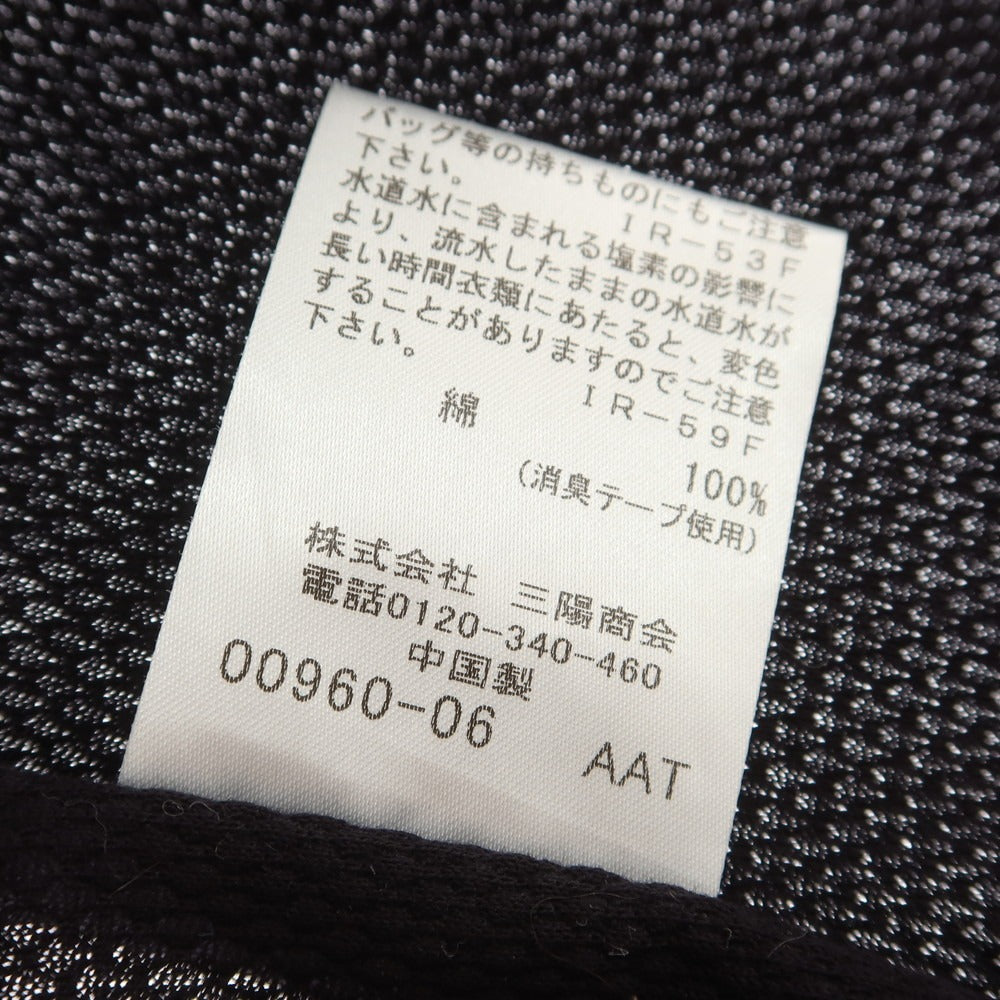 バッグ等の持ちものにもご注意
下さい。
IR-53F
水道水に含まれる塩素の影響に
より、流水したままの水道水が
長い時間衣類にあたると、変色
することがありますのでご注意
下さい。
IR-59F
綿
100%
(消臭テープ使用)
株式会社 三陽商会
電話0120-340-460
中国製
00960-06
AAT